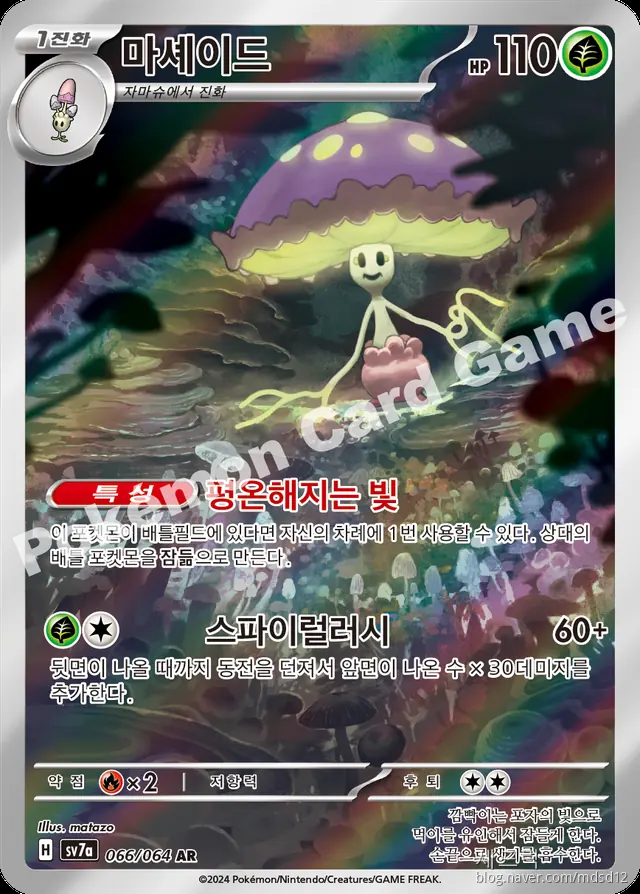 1진화
마셰이드
HP 110
자마슈에서 진화
Pokémon Card Game
특성 평온해지는 빛
이 포켓몬이 배틀필드에 있다면 자신의 차례에 1번 사용할 수 있다. 상대의
배틀 포켓몬을 잠듦으로 만든다.
스파이럴러시 60+
뒷면이 나올 때까지 동전을 던져서 앞면이 나온 수 × 30데미지를
추가한다.
약점 ×2 저항력 후퇴
Illus. matazo
깜빡이는 포자의 빛으로
먹이를 유인해서 잠들게 한다.
손끝으로 생기를 흡수한다.
H sv7a 066/064 AR
©2024 Pokémon/Nintendo/Creatures/GAME FREAK.
blog.naver.com/mdsd12